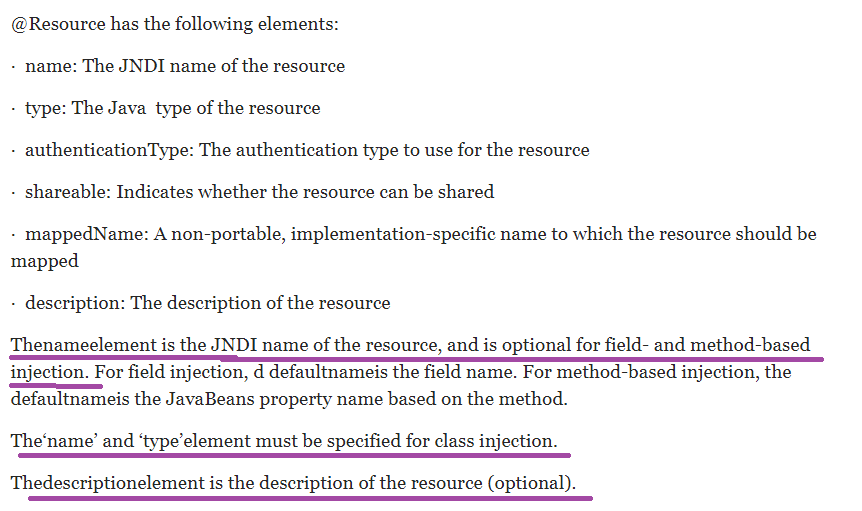 @Resource has the following elements:
· name: The JNDI name of the resource
· type: The Java  type of the resource
· authenticationType: The authentication type to use for the resource
· shareable: Indicates whether the resource can be shared
· mappedName: A non-portable, implementation-specific name to which the resource should be
mapped
· description: The description of the resource
Thenameelement is the JNDI name of the resource, and is optional for field- and method-based
injection. For field injection, d defaultnameis the field name. For method-based injection, the
defaultnameis the JavaBeans property name based on the method.
The‘name’ and ‘type’element must be specified for class injection.
Thedescriptionelement is the description of the resource (optional).